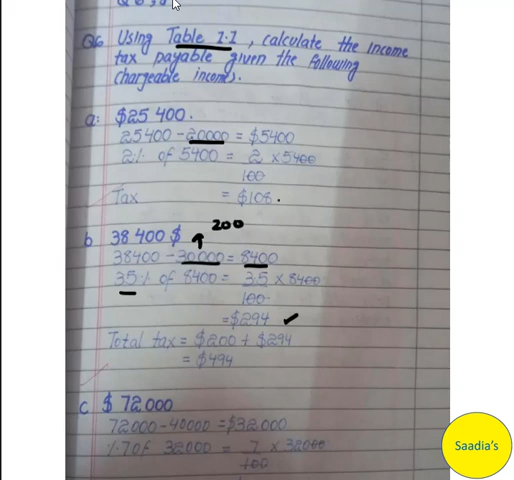 Q6 Using Table 1.1, calculate the income
tax payable given the following
chargeable incomes.
a: $25 400.
25400 - 20000 = $5400
2% of 5400 = 2 x 5400
100
Tax = $108.
200
b 38 400 $
38400 - 30000 = 8400
3.5% of 8400 = 3.5 x 8400
100
= $294
Total tax = $200 + $294
= $494
c $ 72 000
72000 - 40000 = $32000
%7 of 32000 = 7 x 32000
100
Saadia's